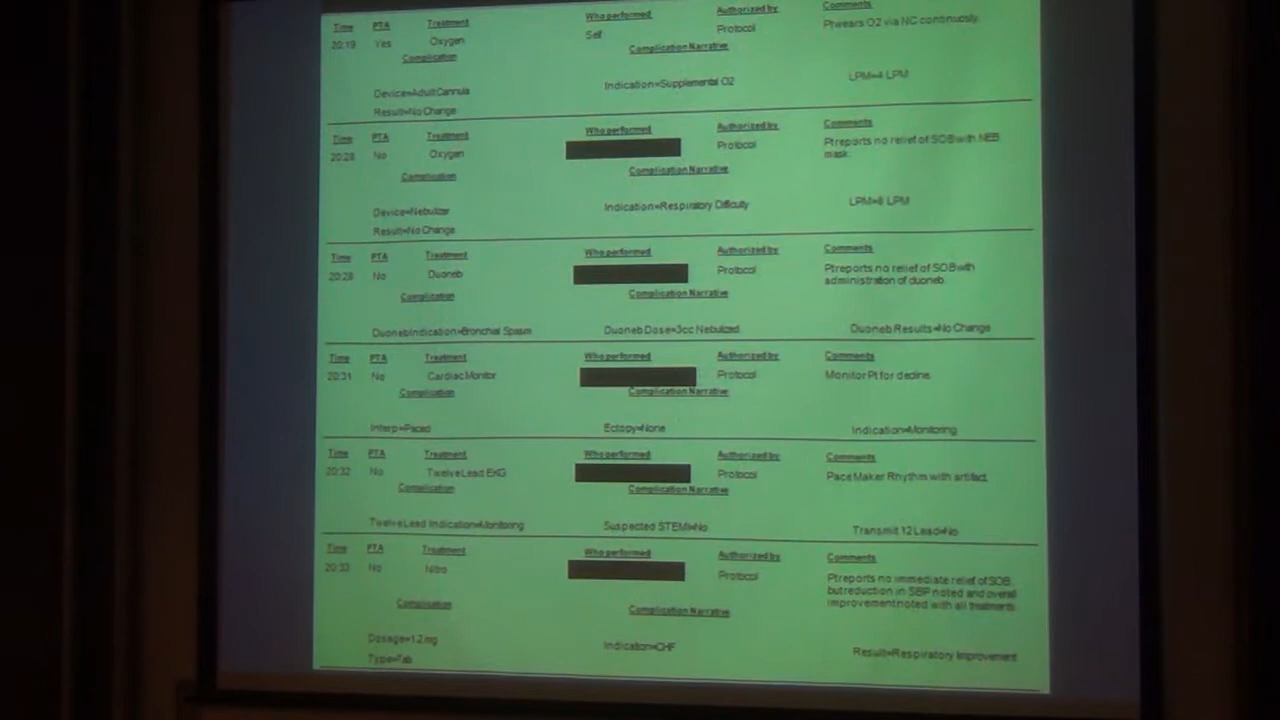 Time PTA Treatment Who performed Authorized by Comments
20:19 Yes Oxygen Self Protocol Pt wears O2 via NC continuosly.
Complication Complication Narrative
Device=Adult Cannula Indication=Supplemental O2 LPM=4 LPM
Result=No Change
Time PTA Treatment Who performed Authorized by Comments
20:28 No Oxygen Protocol Pt reports no relief of SOB with NEB
mask.
Complication Complication Narrative
Device=Nebulizer Indication=Respiratory Difficulty LPM=8 LPM
Result=No Change
Time PTA Treatment Who performed Authorized by Comments
20:28 No Duoneb Protocol Pt reports no relief of SOB with
administration of duoneb.
Complication Complication Narrative
Duoneb Indication=Bronchial Spasm Duoneb Dose=3cc Nebulized Duoneb Results=No Change
Time PTA Treatment Who performed Authorized by Comments
20:31 No Cardiac Monitor Protocol Monitor Pt for decline.
Complication Complication Narrative
Interp=Paced Ectopy=None Indication=Monitoring
Time PTA Treatment Who performed Authorized by Comments
20:32 No Twelve Lead EKG Protocol Pace Maker Rhythm with artifact.
Complication Complication Narrative
Twelve Lead Indication=Monitoring Suspected STEMI=No Transmit 12 Lead=No
Time PTA Treatment Who performed Authorized by Comments
20:33 No Nitro Protocol Pt reports no immediate relief of SOB,
but reduction in SBP noted and overall
improvement noted with all treatments.
Complication Complication Narrative
Dosage=1.2 mg Indication=CHF Result=Respiratory Improvement
Type=Tab